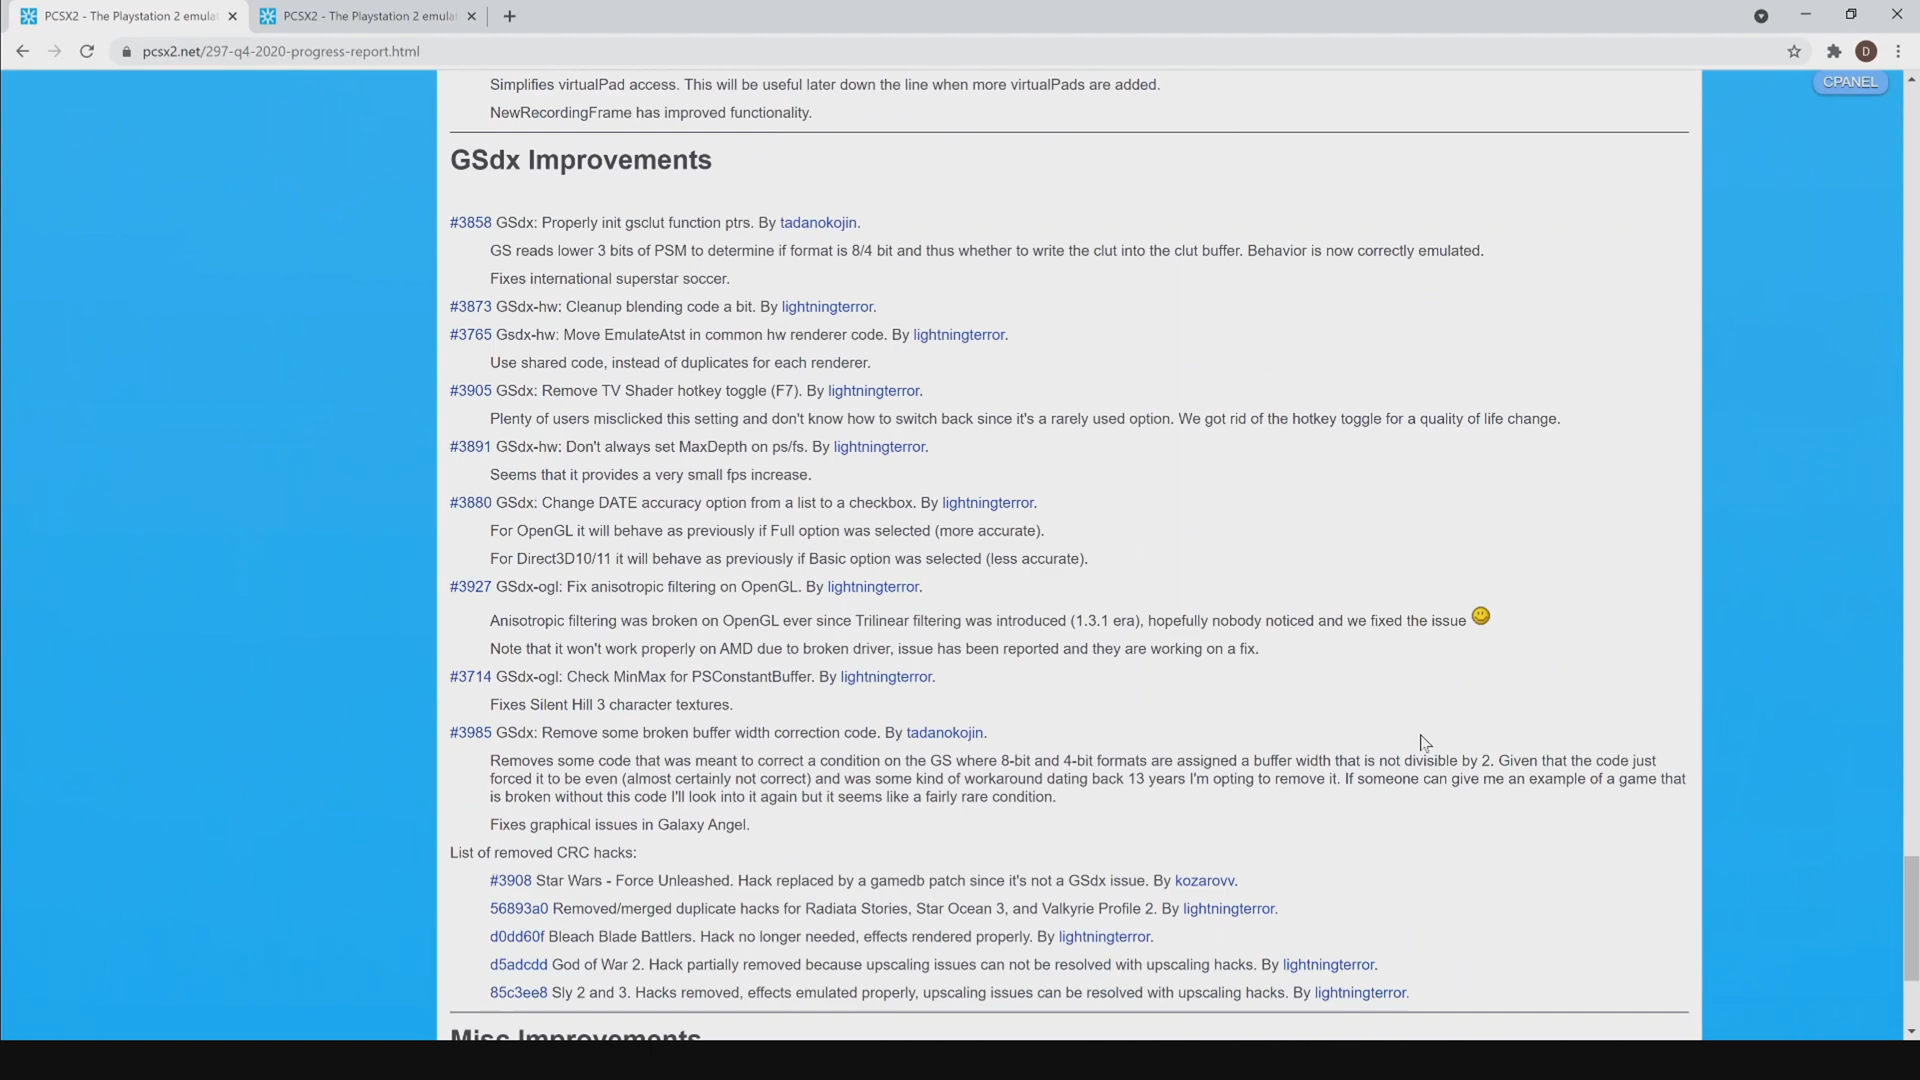 PCSX2 - The Playstation 2 emula
PCSX2 - The Playstation 2 emula
pcsx2.net/297-q4-2020-progress-report.html
D
CPANEL
Simplifies virtualPad access. This will be useful later down the line when more virtualPads are added.
NewRecordingFrame has improved functionality.
GSdx Improvements
#3858 GSdx: Properly init gsclut function ptrs. By tadanokojin.
GS reads lower 3 bits of PSM to determine if format is 8/4 bit and thus whether to write the clut into the clut buffer. Behavior is now correctly emulated.
Fixes international superstar soccer.
#3873 GSdx-hw: Cleanup blending code a bit. By lightningterror.
#3765 Gsdx-hw: Move EmulateAtst in common hw renderer code. By lightningterror.
Use shared code, instead of duplicates for each renderer.
#3905 GSdx: Remove TV Shader hotkey toggle (F7). By lightningterror.
Plenty of users misclicked this setting and don't know how to switch back since it's a rarely used option. We got rid of the hotkey toggle for a quality of life change.
#3891 GSdx-hw: Don't always set MaxDepth on ps/fs. By lightningterror.
Seems that it provides a very small fps increase.
#3880 GSdx: Change DATE accuracy option from a list to a checkbox. By lightningterror.
For OpenGL it will behave as previously if Full option was selected (more accurate).
For Direct3D10/11 it will behave as previously if Basic option was selected (less accurate).
#3927 GSdx-ogl: Fix anisotropic filtering on OpenGL. By lightningterror.
Anisotropic filtering was broken on OpenGL ever since Trilinear filtering was introduced (1.3.1 era), hopefully nobody noticed and we fixed the issue
Note that it won't work properly on AMD due to broken driver, issue has been reported and they are working on a fix.
#3714 GSdx-ogl: Check MinMax for PSConstantBuffer. By lightningterror.
Fixes Silent Hill 3 character textures.
#3985 GSdx: Remove some broken buffer width correction code. By tadanokojin.
Removes some code that was meant to correct a condition on the GS where 8-bit and 4-bit formats are assigned a buffer width that is not divisible by 2. Given that the code just
forced it to be even (almost certainly not correct) and was some kind of workaround dating back 13 years I'm opting to remove it. If someone can give me an example of a game that
is broken without this code I'll look into it again but it seems like a fairly rare condition.
Fixes graphical issues in Galaxy Angel.
List of removed CRC hacks:
#3908 Star Wars - Force Unleashed. Hack replaced by a gamedb patch since it's not a GSdx issue. By kozarovv.
56893a0 Removed/merged duplicate hacks for Radiata Stories, Star Ocean 3, and Valkyrie Profile 2. By lightningterror.
d0dd60f Bleach Blade Battlers. Hack no longer needed, effects rendered properly. By lightningterror.
d5adcdd God of War 2. Hack partially removed because upscaling issues can not be resolved with upscaling hacks. By lightningterror.
85c3ee8 Sly 2 and 3. Hacks removed, effects emulated properly, upscaling issues can be resolved with upscaling hacks. By lightningterror.
Misc Improvements